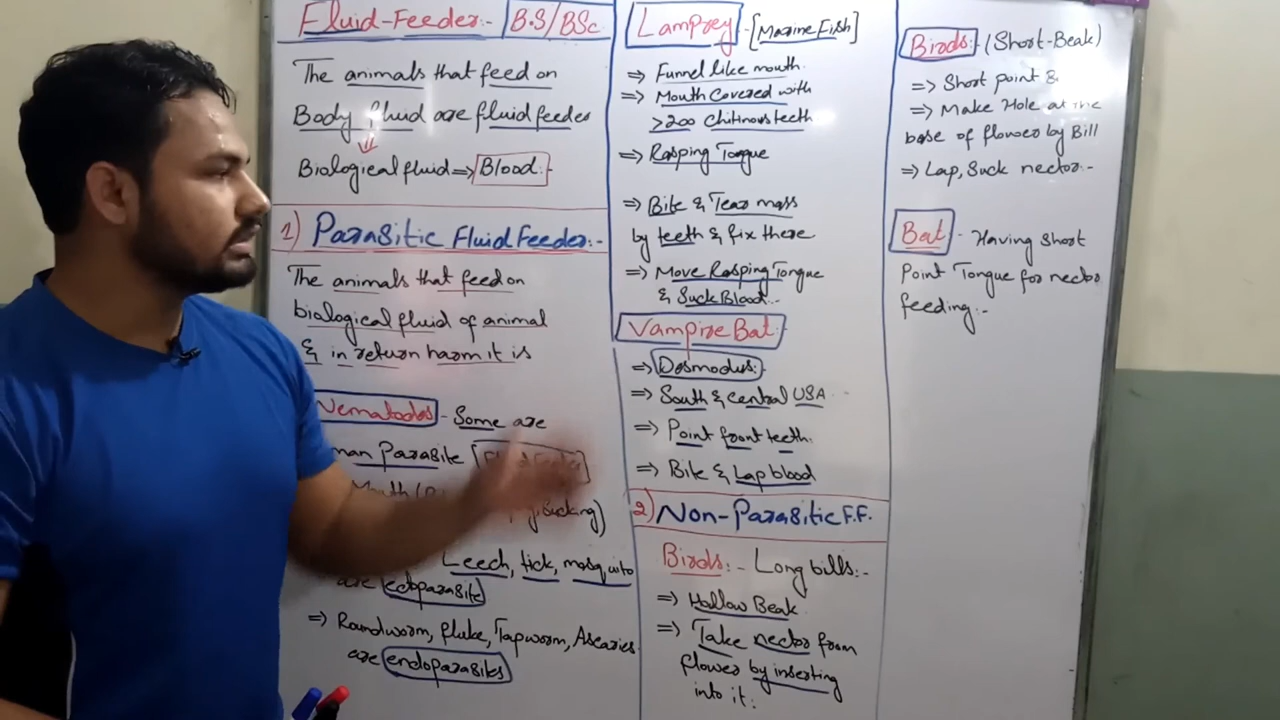 Fluid-Feeder:- B.S/BSc
The animals that feed on
Body fluid are fluid feeder
Biological fluid => Blood:-
1) Parasitic Fluid Feeder:-
The animals that feed on
biological fluid of animal
& in return harm it is
Nematodes - Some are
man Parasite
Mouth
Sucking)
Leech, tick, mosquito
are ectoparasite
=> Roundworm, fluke, Tapworm, Ascaries
are endoparasites
Lamprey - [Marine Fish]
=> Funnel like mouth.
=> Mouth Covered with
>200 Chitinous teeth
=> Rasping Tongue
=> Bite & Tear mass
by teeth & fix there
=> Move Rasping Tongue
& Suck Blood:-
Vampire Bat:
=> Desmodus:-
=> South & Central USA
=> Point front teeth.
=> Bite & Lap blood
2) Non-Parasitic F.F.
Birds:- Long bills:-
=> Hollow Beak
=> Take nector from
flower by inserting
into it:
Birds:- (Short-Beak)
=> Short point &
=> Make Hole at the
base of flower by Bill
=> Lap, Suck nector:-
Bat - Having short
Point Tongue for nector
feeding:-